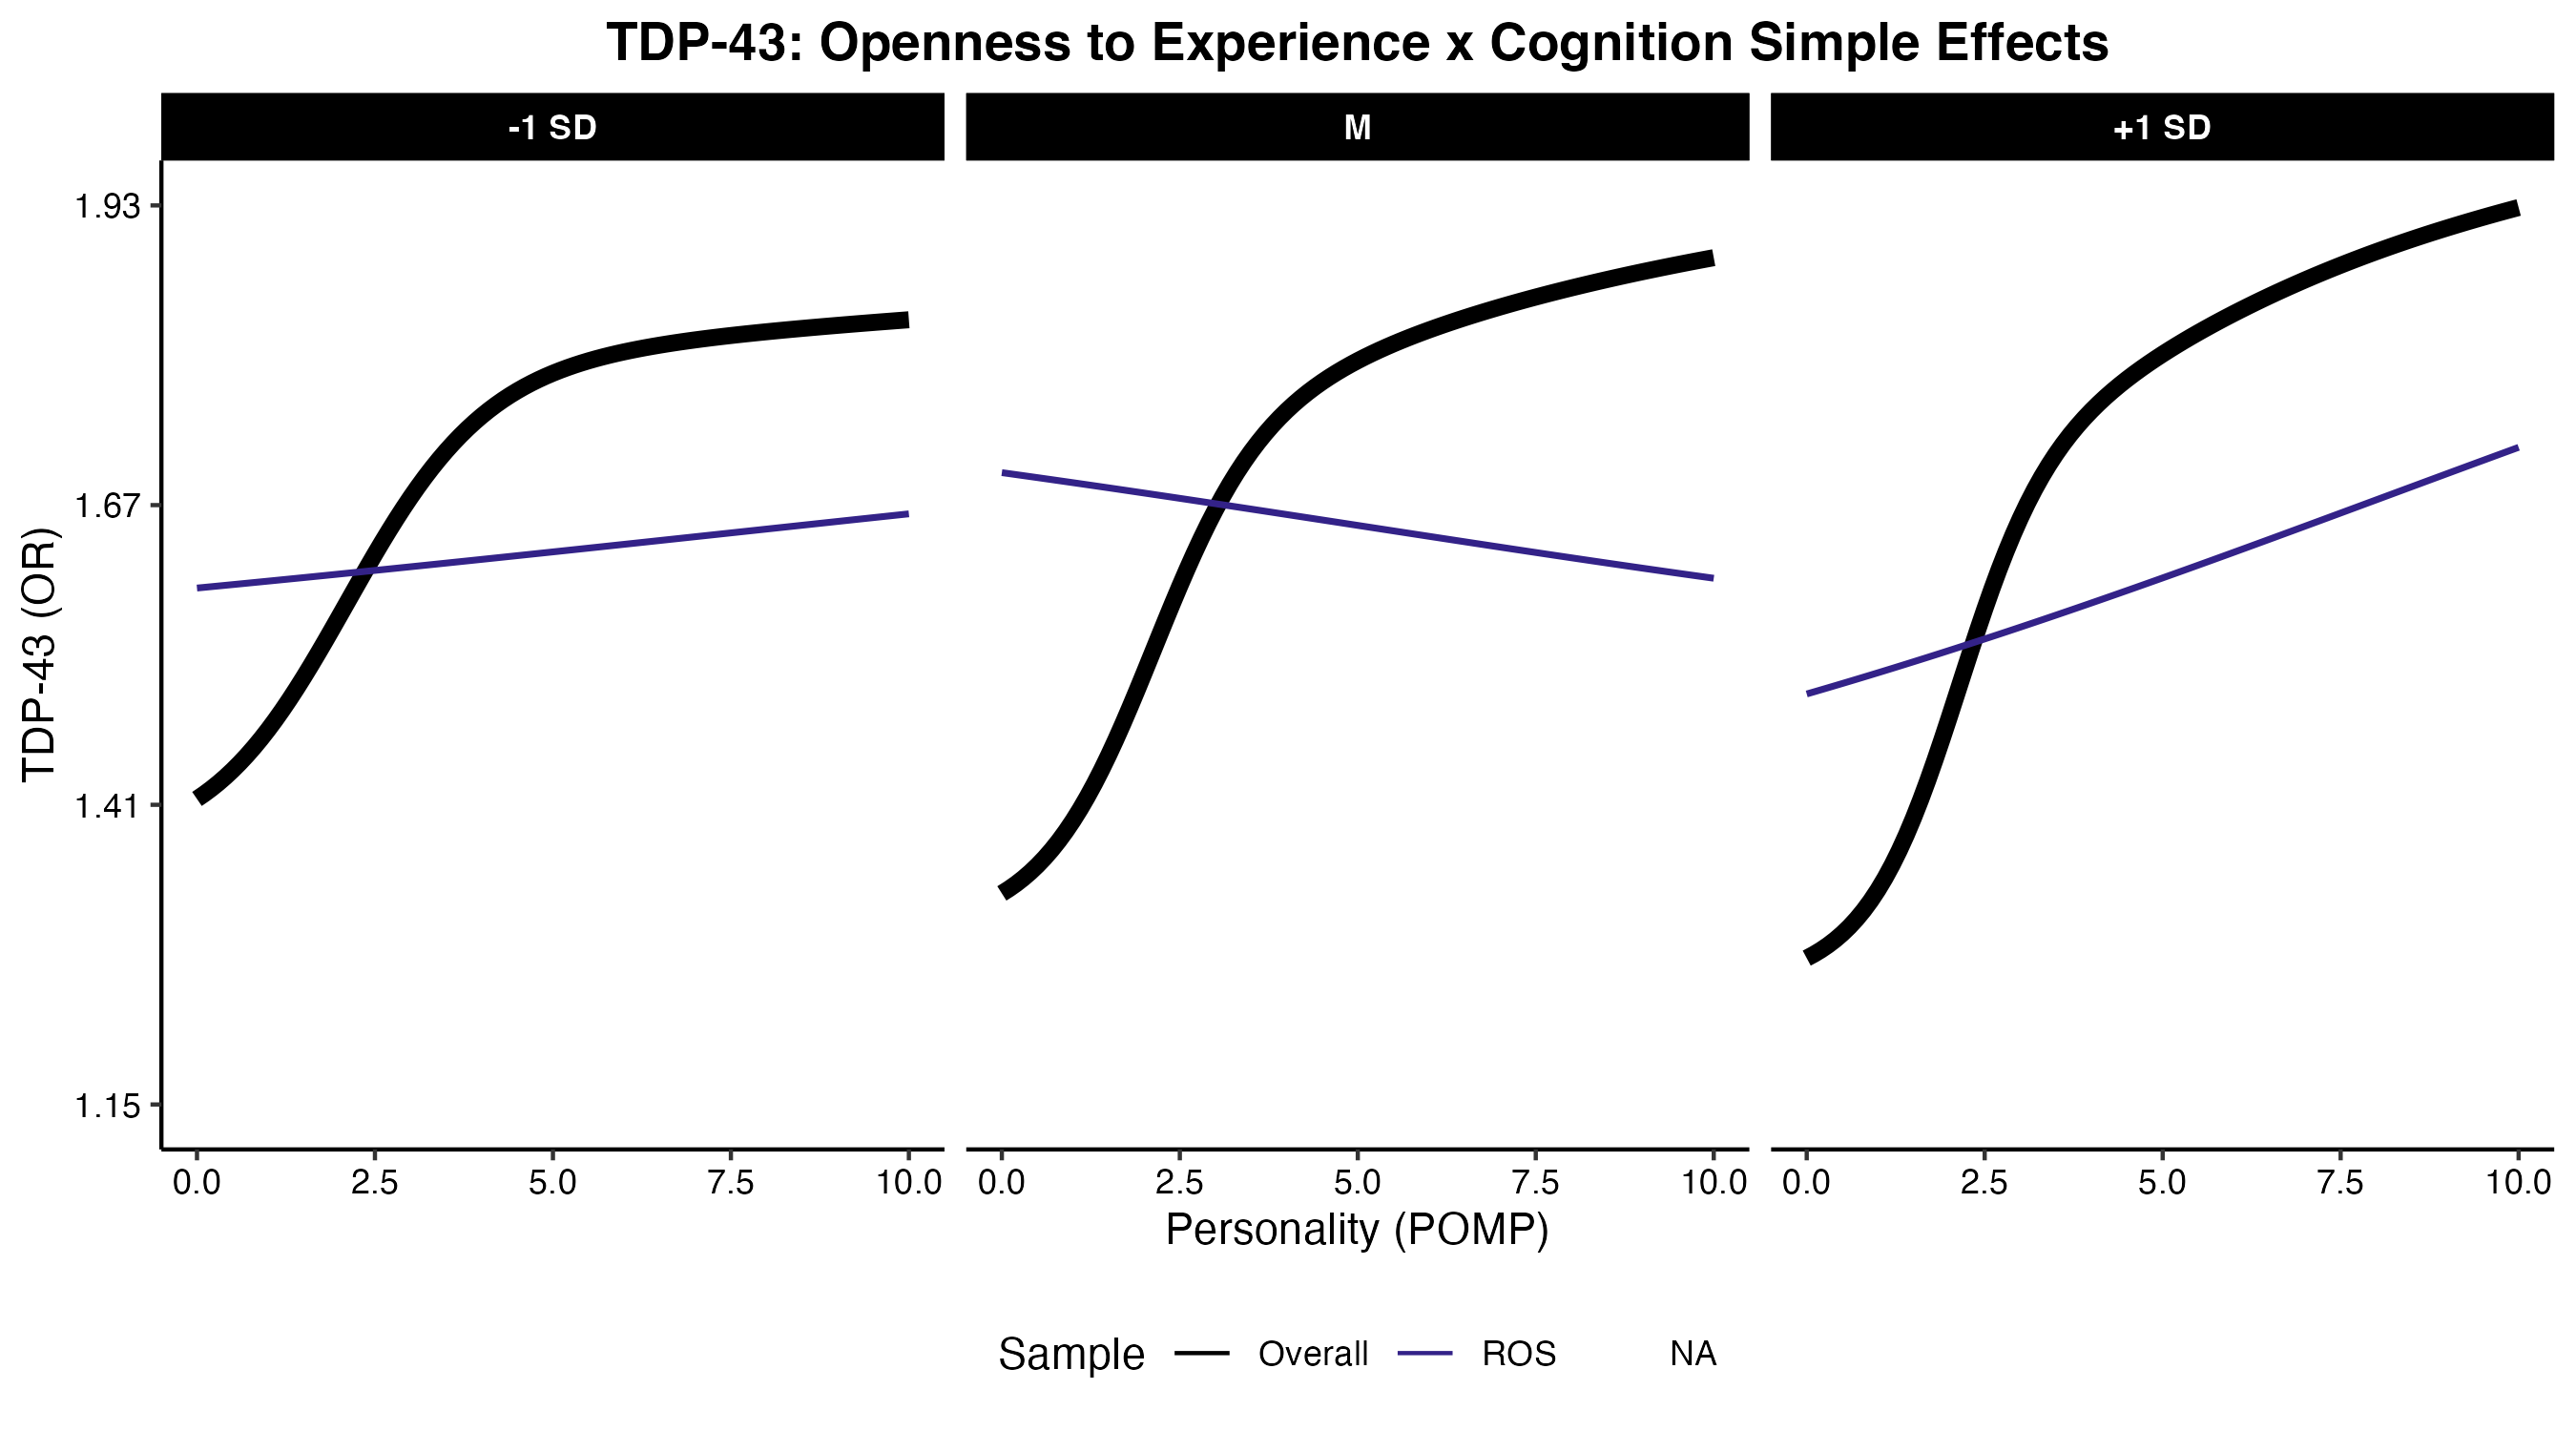 TDP-43: Openness to Experience x Cognition Simple Effects
-1 SD
M
+1 SD
TDP-43 (OR)
1.93
1.67
1.41
1.15
0.0 2.5 5.0 7.5 10.0
0.0 2.5 5.0 7.5 10.0
0.0 2.5 5.0 7.5 10.0
Personality (POMP)
Sample Overall ROS NA